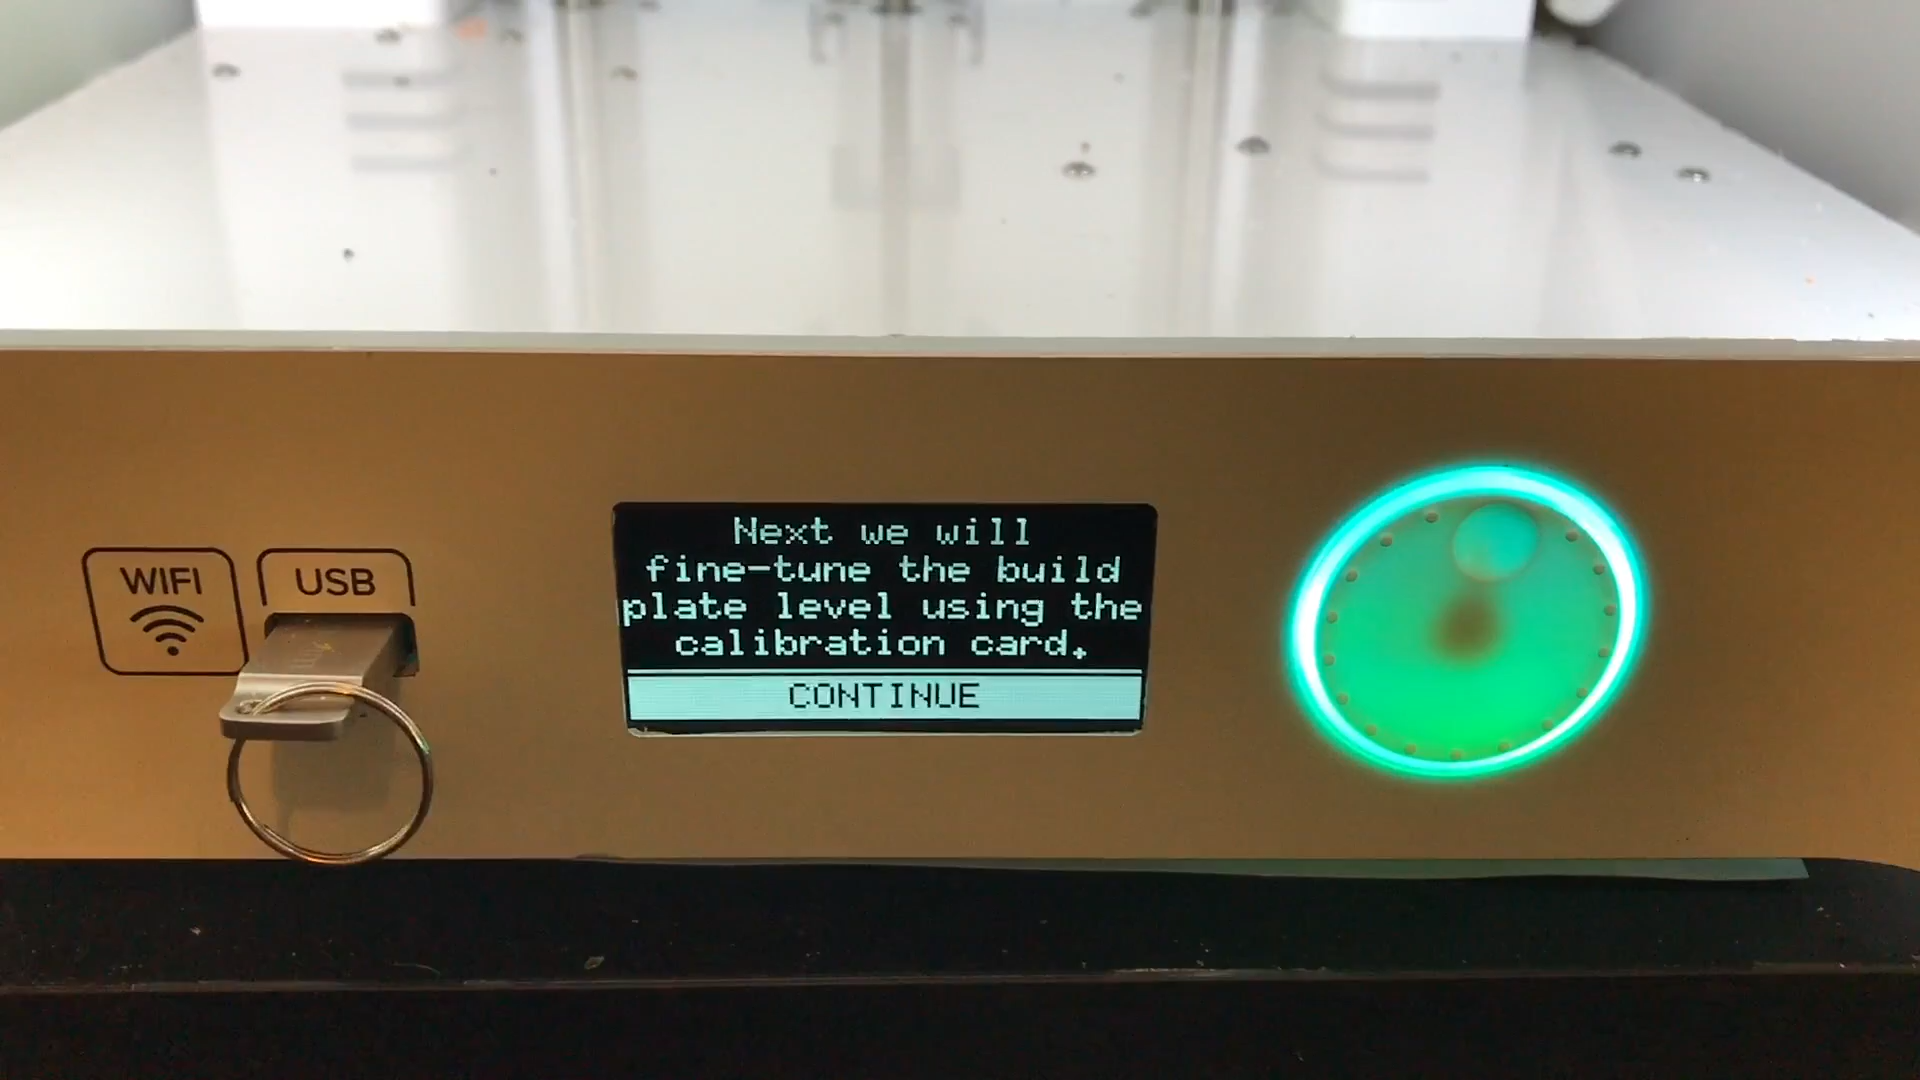 WIFI
USB
Next we will
fine-tune the build
plate level using the
calibration card.
CONTINUE